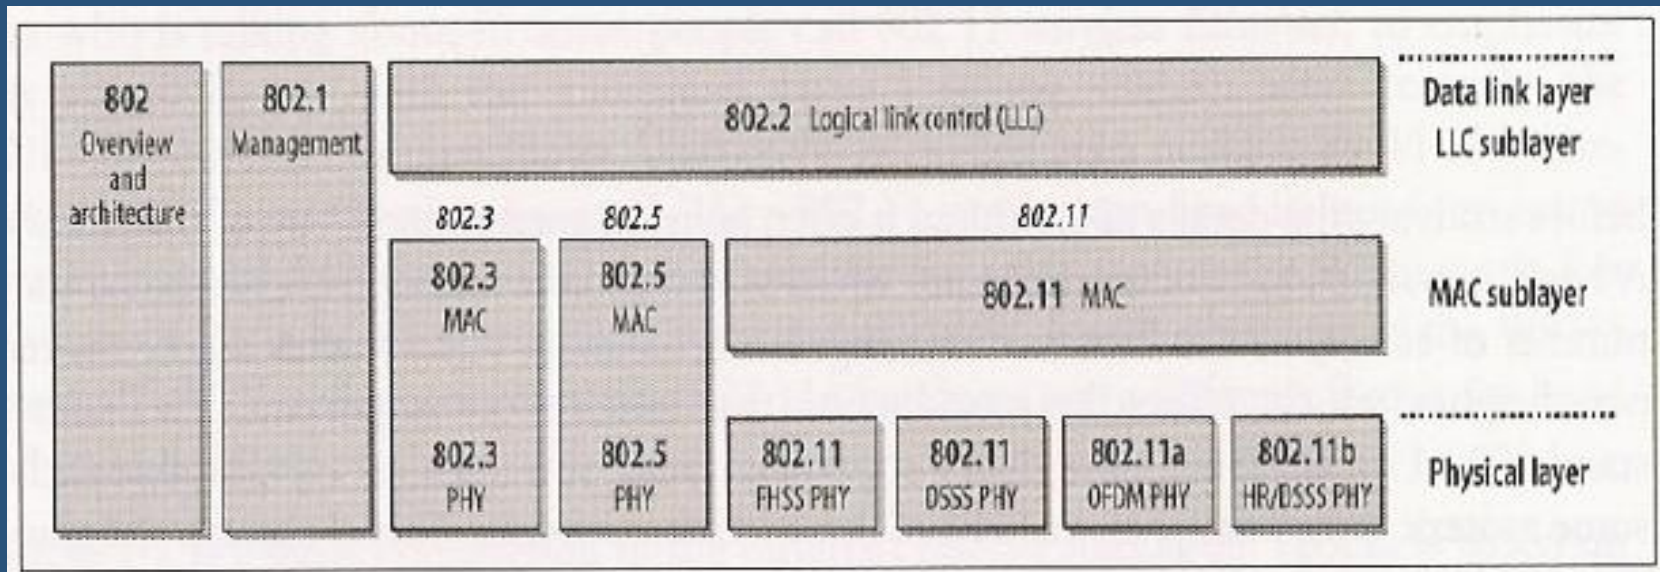 802
Overview
and
architecture
802.1
Management
802.2 Logical link control (LLC)
Data link layer
LLC sublayer
802.3
802.5
802.11
802.3
MAC
802.5
MAC
802.11 MAC
MAC sublayer
802.3
PHY
802.5
PHY
802.11
FHSS PHY
802.11
DSSS PHY
802.11a
OFDM PHY
802.11b
HR/DSSS PHY
Physical layer